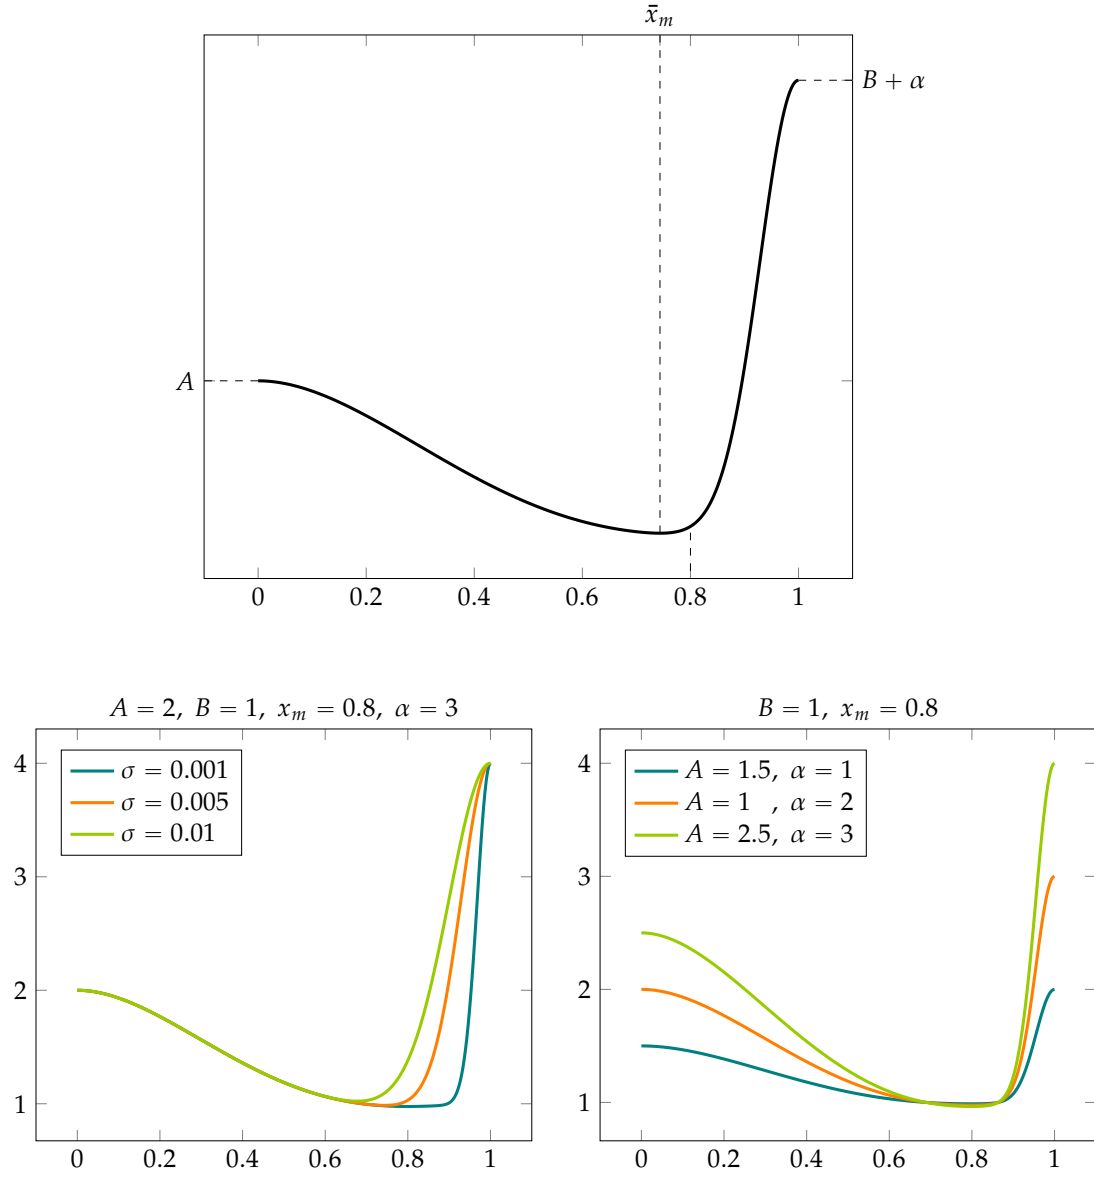 x̄ₘ
B + α
A
0 0.2 0.4 0.6 0.8 1
A = 2, B = 1, xₘ = 0.8, α = 3
4
3
2
1
σ = 0.001
σ = 0.005
σ = 0.01
0 0.2 0.4 0.6 0.8 1
B = 1, xₘ = 0.8
4
3
2
1
A = 1.5, α = 1
A = 1 , α = 2
A = 2.5, α = 3
0 0.2 0.4 0.6 0.8 1